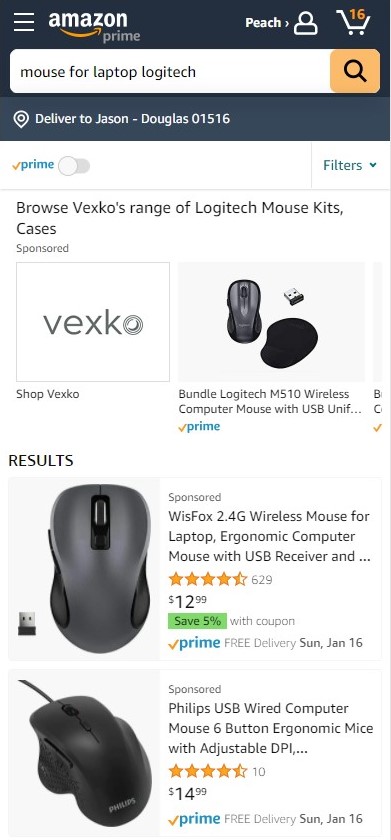 amazon
prime
Peach ›
16
mouse for laptop logitech
Deliver to Jason - Douglas 01516
prime
Filters
Browse Vexko's range of Logitech Mouse Kits,
Cases
Sponsored
vexko
Shop Vexko
Bundle Logitech M510 Wireless
Computer Mouse with USB Unif...
prime
B
C
RESULTS
Sponsored
WisFox 2.4G Wireless Mouse for
Laptop, Ergonomic Computer
Mouse with USB Receiver and ...
629
$12 99
Save 5% with coupon
prime FREE Delivery Sun, Jan 16
Sponsored
Philips USB Wired Computer
Mouse 6 Button Ergonomic Mice
with Adjustable DPI,...
10
$14 99
prime FREE Delivery Sun, Jan 16
PHILIPS